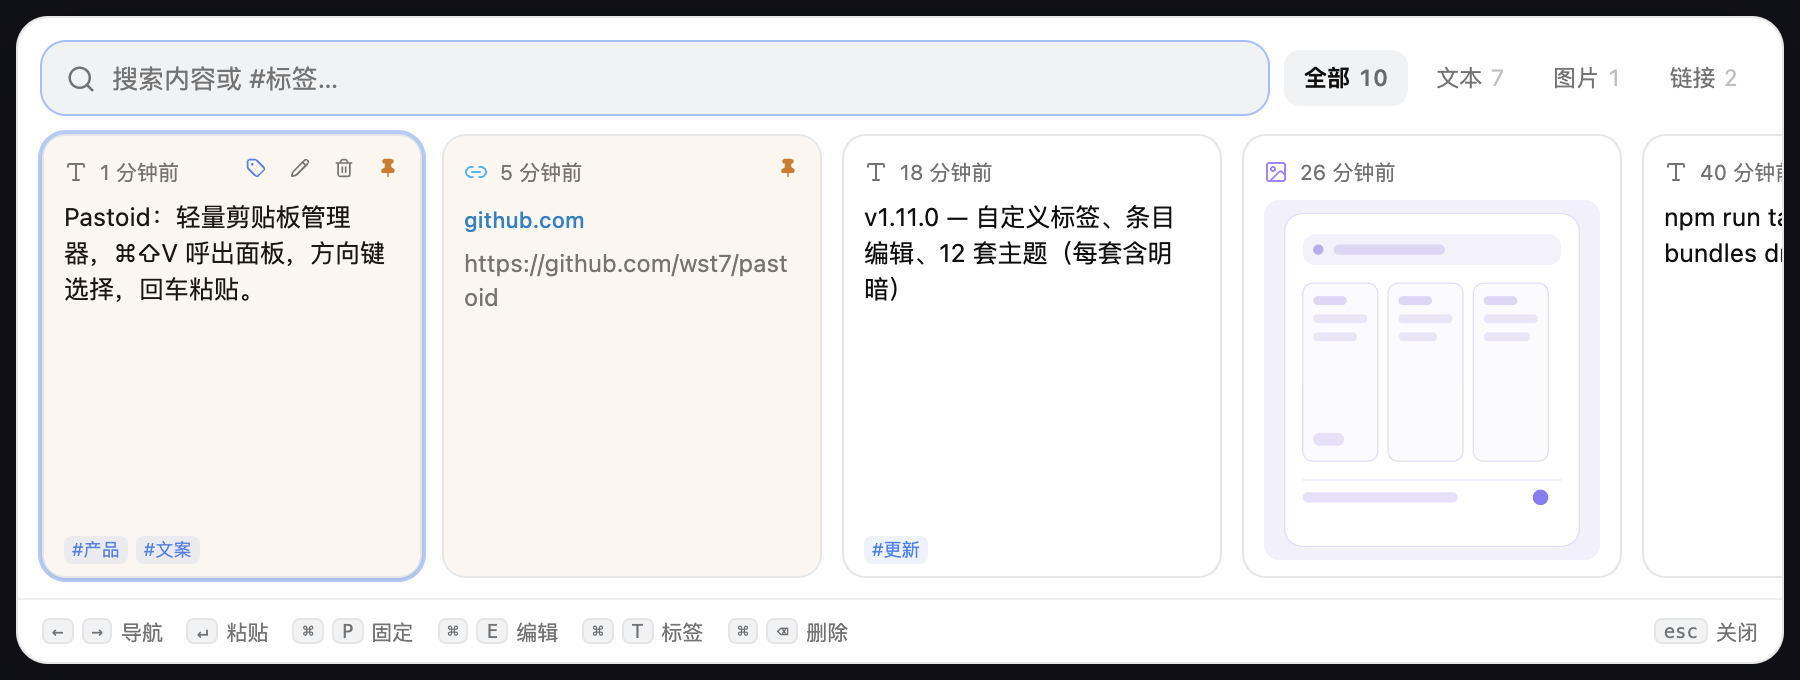 搜索内容或 #标签...
全部 10
文本 7
图片 1
链接 2
1 分钟前
Pastoid：轻量剪贴板管理
器，⌘⇧V 呼出面板，方向键
选择，回车粘贴。
#产品 #文案
5 分钟前
github.com
https://github.com/wst7/past
oid
18 分钟前
v1.11.0 — 自定义标签、条目
编辑、12 套主题（每套含明
暗）
#更新
26 分钟前
40 分钟
npm run
bundles
← → 导航 ↵ 粘贴 ⌘ P 固定 ⌘ E 编辑 ⌘ T 标签 ⌘ ⌫ 删除
esc 关闭